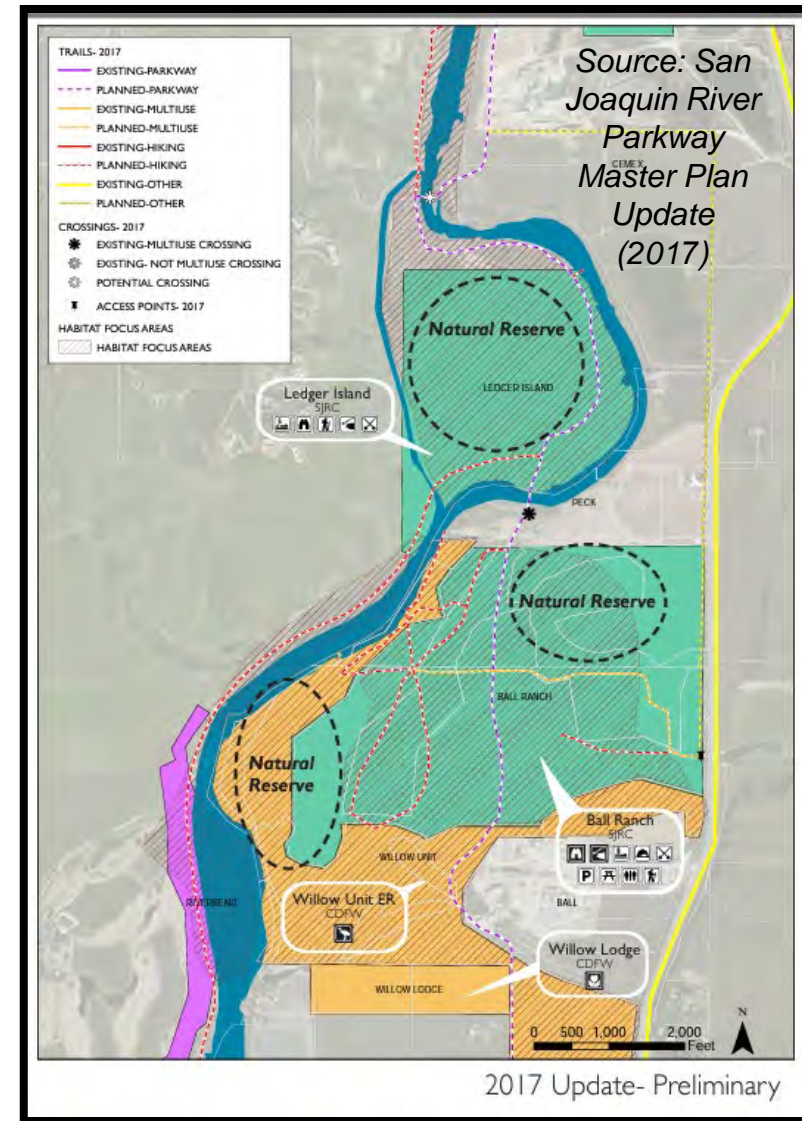 TRAILS- 2017
EXISTING-PARKWAY
PLANNED-PARKWAY
EXISTING-MULTIUSE
PLANNED-MULTIUSE
EXISTING-HIKING
PLANNED-HIKING
EXISTING-OTHER
PLANNED-OTHER
CROSSINGS- 2017
EXISTING-MULTIUSE CROSSING
EXISTING- NOT MULTIUSE CROSSING
POTENTIAL CROSSING
ACCESS POINTS- 2017
HABITAT FOCUS AREAS
HABITAT FOCUS AREAS
Source: San
Joaquin River
Parkway
CEMEX
Master Plan
Update
(2017)
Natural Reserve
LEDGER ISLAND
Ledger Island
SJRC
PECK
Natural Reserve
BALL RANCH
Natural
Reserve
Ball Ranch
SJRC
P
WILLOW UNIT
RIVERBEND
Willow Unit ER
CDFW
BALL
Willow Lodge
CDFW
WILLOW LODGE
N
0 500 1,000 2,000
Feet
2017 Update- Preliminary